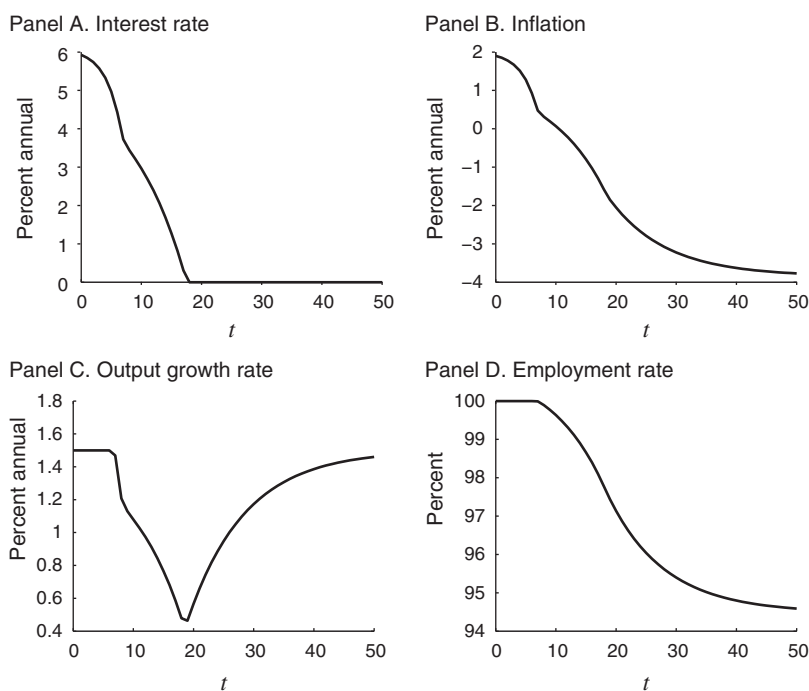 Panel A. Interest rate
Percent annual
6
5
4
3
2
1
0
0 10 20 30 40 50
t
Panel B. Inflation
Percent annual
2
1
0
−1
−2
−3
−4
0 10 20 30 40 50
t
Panel C. Output growth rate
Percent annual
1.8
1.6
1.4
1.2
1
0.8
0.6
0.4
0 10 20 30 40 50
t
Panel D. Employment rate
Percent
100
99
98
97
96
95
94
0 10 20 30 40 50
t